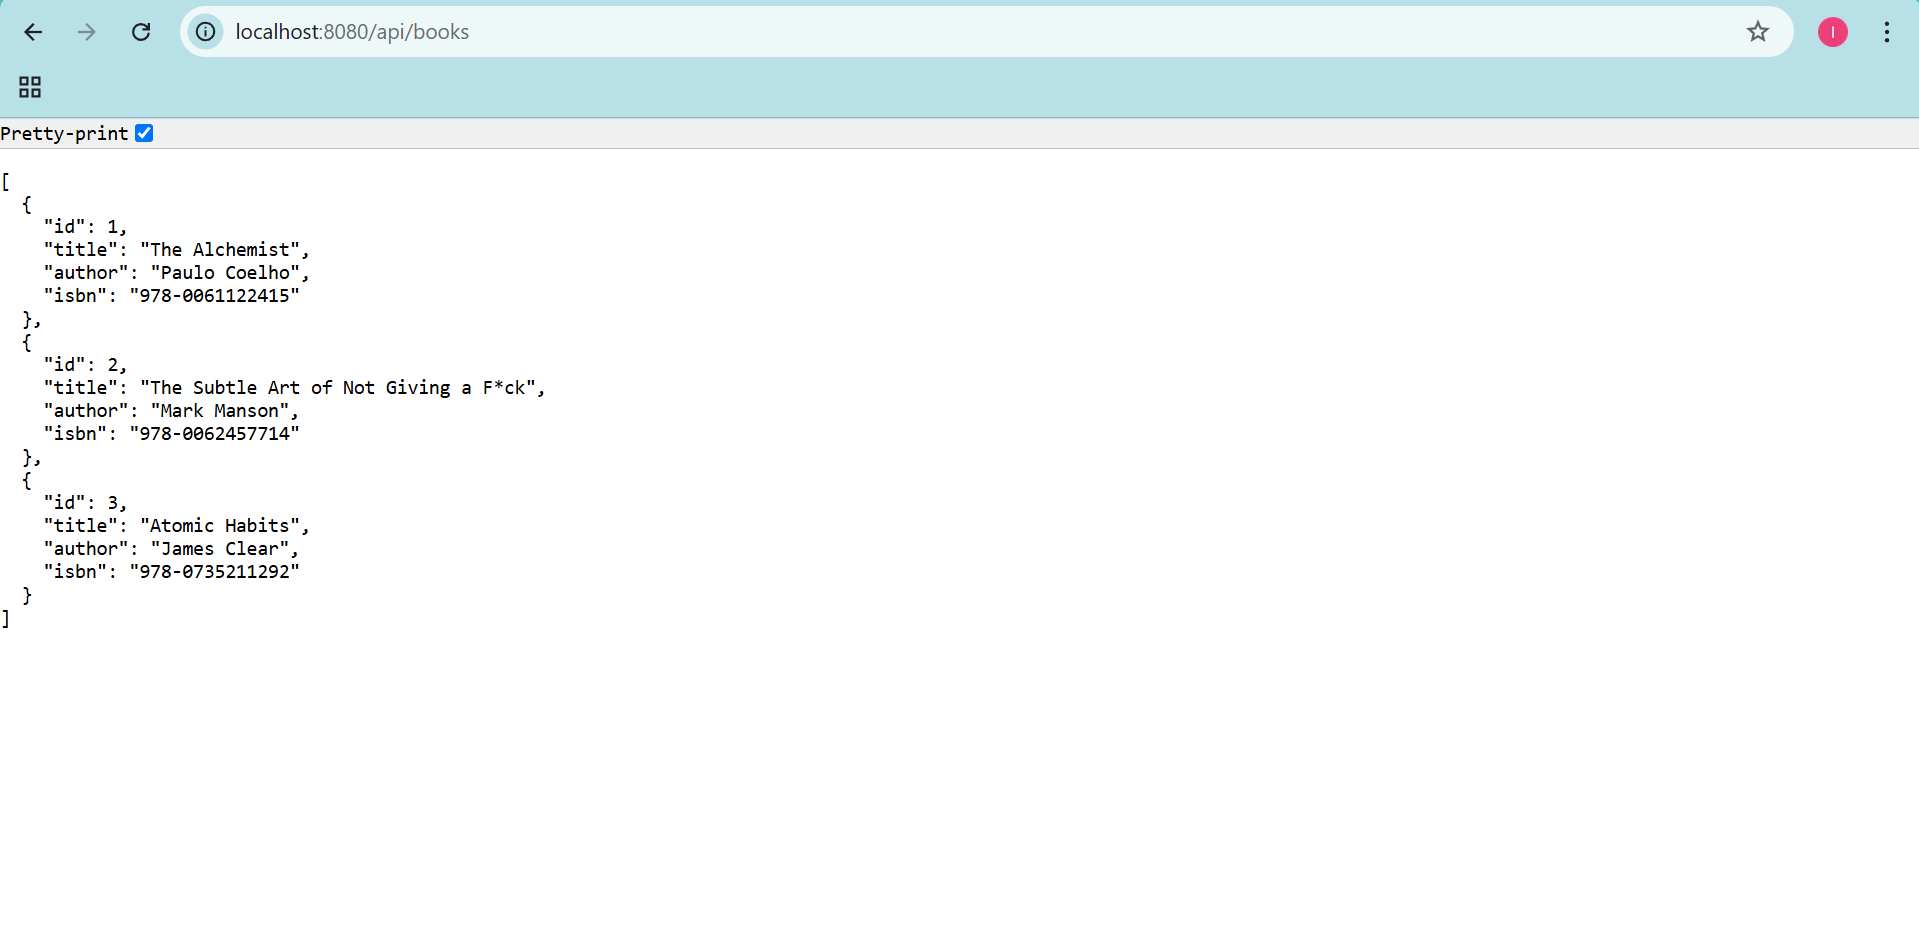 localhost:8080/api/books
I
Pretty-print
[
  {
    "id": 1,
    "title": "The Alchemist",
    "author": "Paulo Coelho",
    "isbn": "978-0061122415"
  },
  {
    "id": 2,
    "title": "The Subtle Art of Not Giving a F*ck",
    "author": "Mark Manson",
    "isbn": "978-0062457714"
  },
  {
    "id": 3,
    "title": "Atomic Habits",
    "author": "James Clear",
    "isbn": "978-0735211292"
  }
]